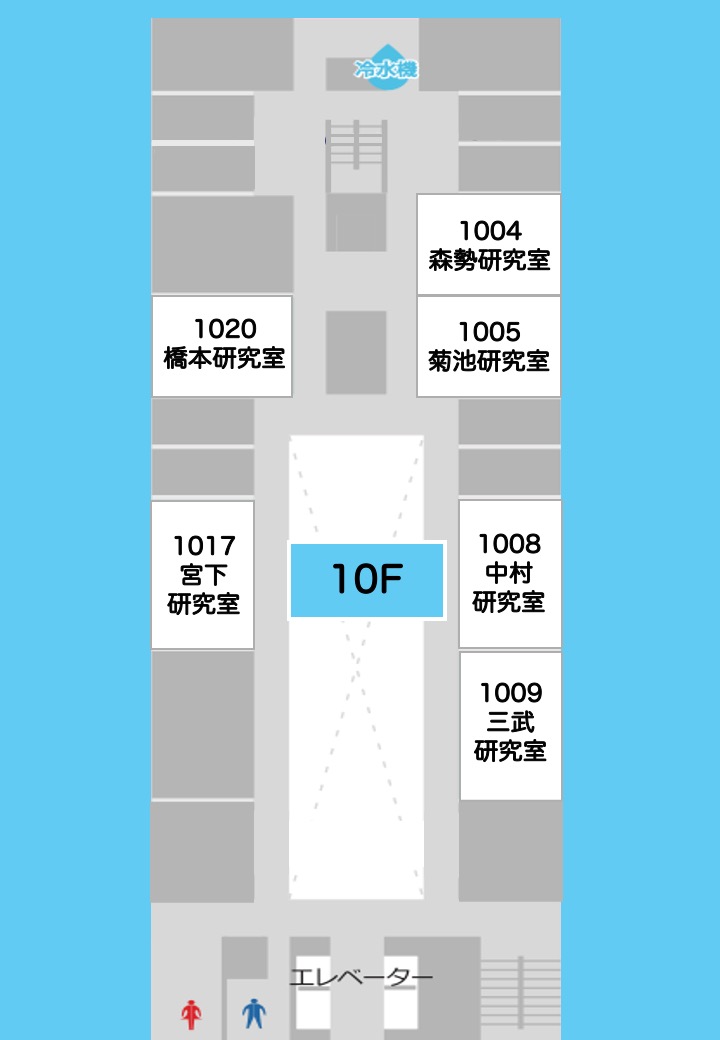 冷水機
1004
森勢研究室
1020
橋本研究室
1005
菊池研究室
1017
宮下
研究室
10F
1008
中村
研究室
1009
三武
研究室
エレベーター